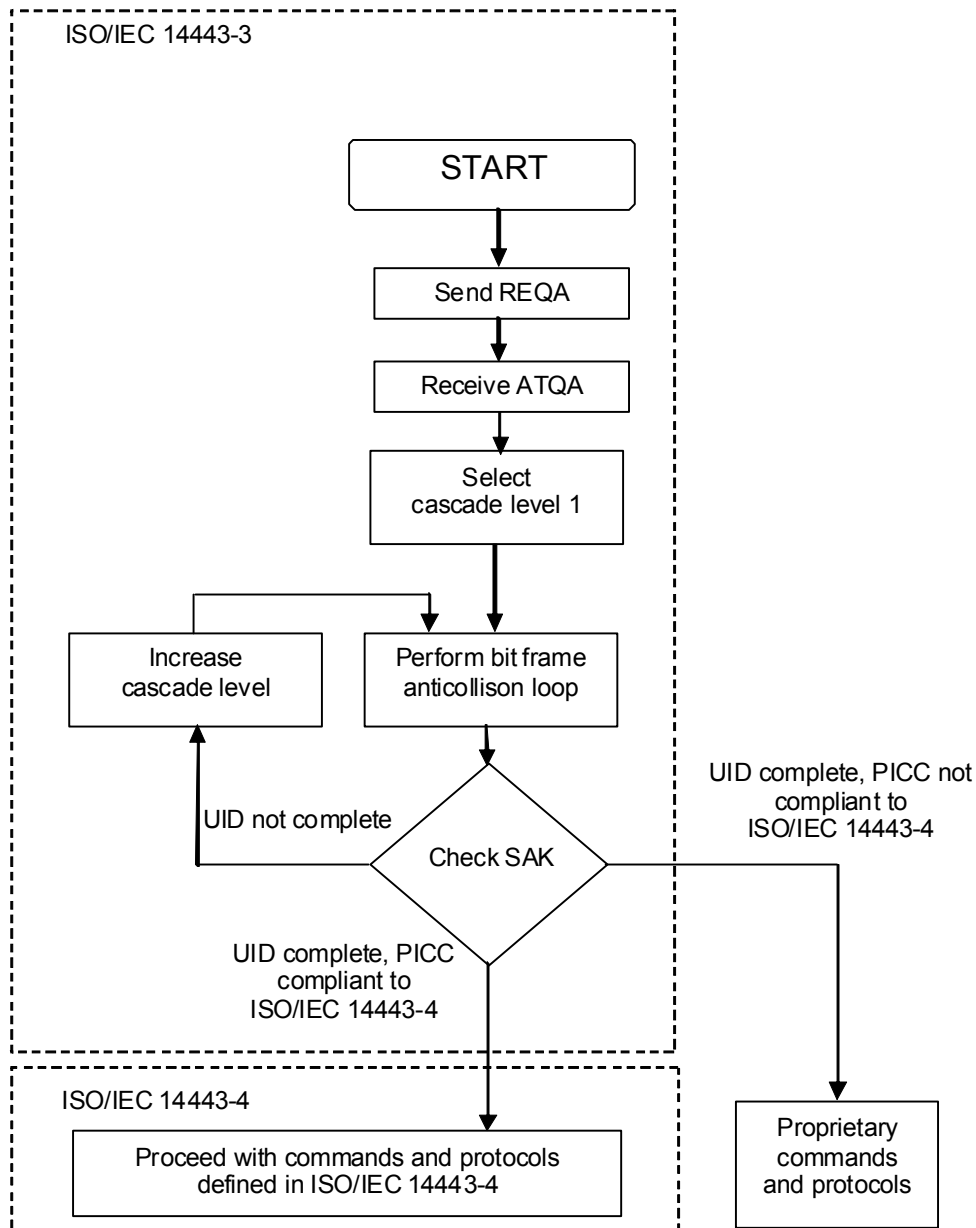 ISO/IEC 14443-3
START
Send REQA
Receive ATQA
Select
cascade level 1
Increase
cascade level
Perform bit frame
anticollison loop
UID not complete
Check SAK
UID complete, PICC not
compliant to
ISO/IEC 14443-4
UID complete, PICC
compliant to
ISO/IEC 14443-4
ISO/IEC 14443-4
Proceed with commands and protocols
defined in ISO/IEC 14443-4
Proprietary
commands
and protocols